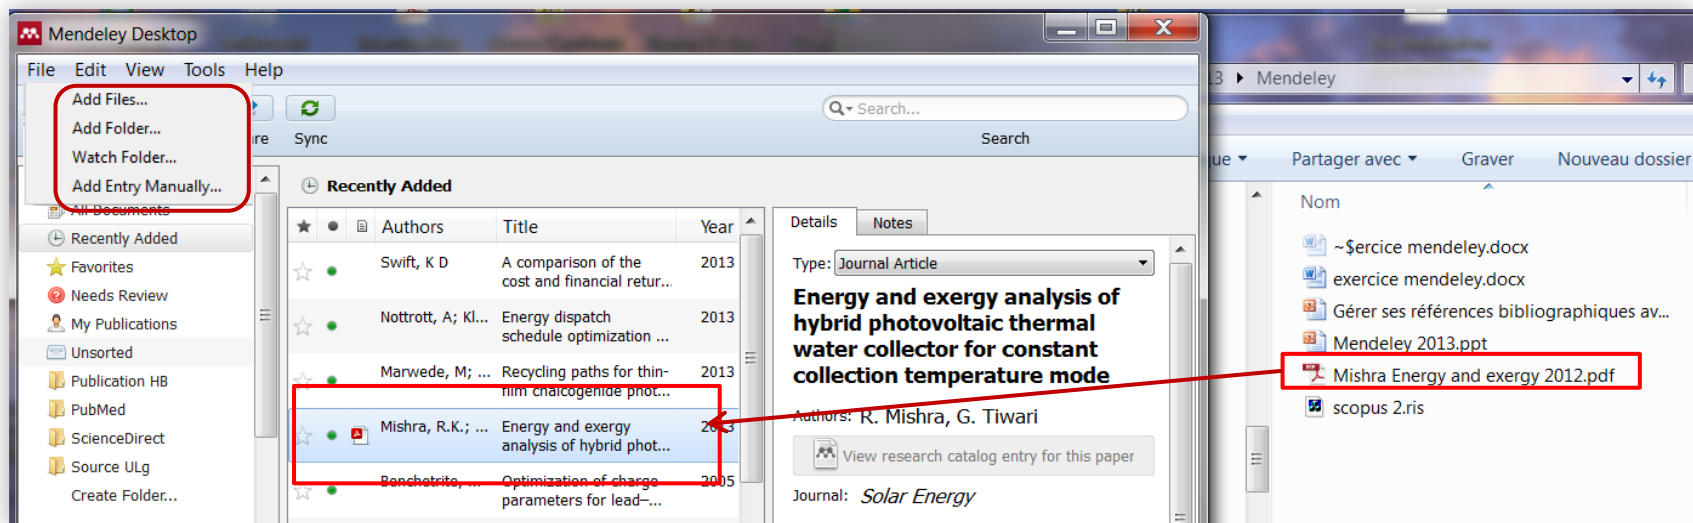 Mendeley Desktop
File Edit View Tools Help
Add Files...
Add Folder...
Watch Folder...
Add Entry Manually...
Sync
Search...
Search
All Documents
Recently Added
Favorites
Needs Review
My Publications
Unsorted
Publication HB
PubMed
ScienceDirect
Source ULg
Create Folder...
Recently Added
Authors Title Year
Swift, K D A comparison of the 2013
cost and financial retur...
Nottrott, A; Kl... Energy dispatch 2013
schedule optimization ...
Marwede, M; ... Recycling paths for thin- 2013
film chalcogenide phot...
Mishra, R.K.; ... Energy and exergy
analysis of hybrid phot...
Benchetrite, ... Optimization of charge 2005
parameters for lead–...
Details Notes
Type: Journal Article
Energy and exergy analysis of
hybrid photovoltaic thermal
water collector for constant
collection temperature mode
Authors: R. Mishra, G. Tiwari
View research catalog entry for this paper
Journal: Solar Energy
Mendeley
Partager avec Graver Nouveau dossier
Nom
~$ercice mendeley.docx
exercice mendeley.docx
Gérer ses références bibliographiques av...
Mendeley 2013.ppt
Mishra Energy and exergy 2012.pdf
scopus 2.ris